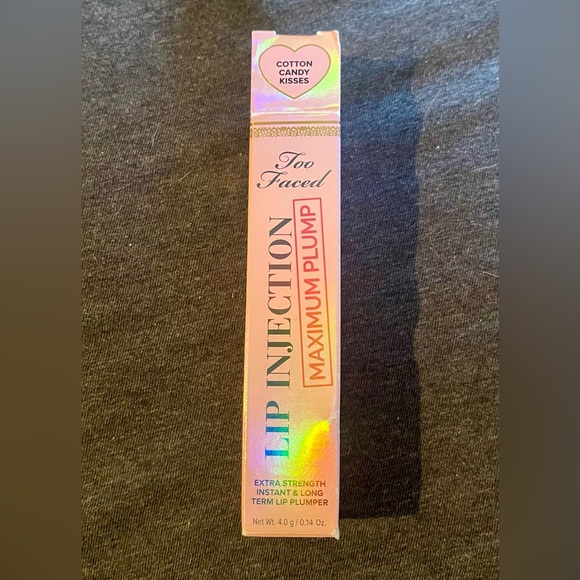 COTTON
CANDY
KISSES
Too
Faced
LIP INJECTION
MAXIMUM PLUMP
EXTRA STRENGTH
INSTANT & LONG
TERM LIP PLUMPER
Net Wt. 4.0 g / 0.14 Oz.